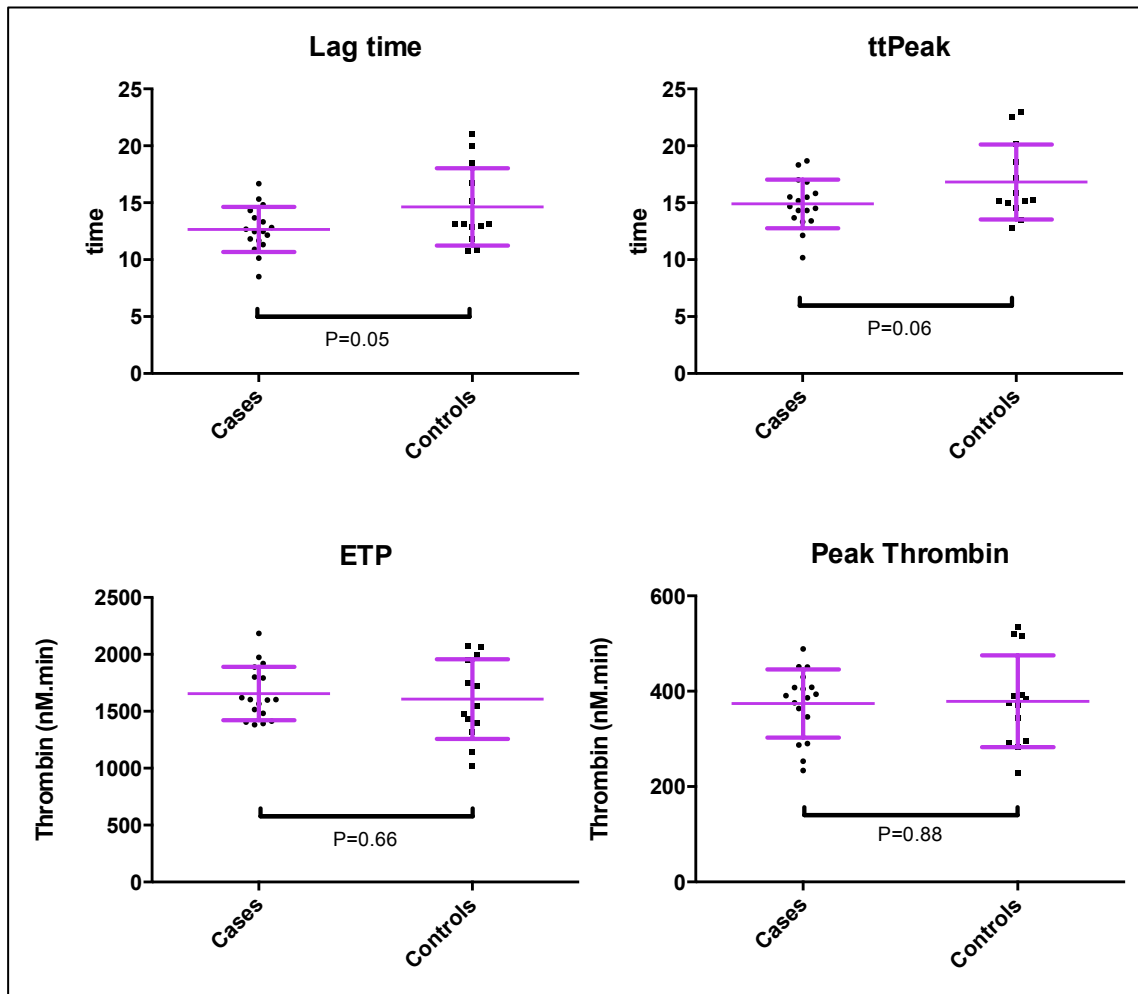 Lag time
25
20
15
10
5
0
time
P=0.05
Cases
Controls
ttPeak
25
20
15
10
5
0
time
P=0.06
Cases
Controls
ETP
2500
2000
1500
1000
500
0
Thrombin (nM.min)
P=0.66
Cases
Controls
Peak Thrombin
600
400
200
0
Thrombin (nM.min)
P=0.88
Cases
Controls